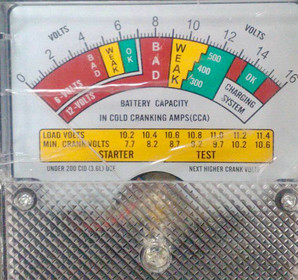 VOLTS VOLTS
0 2 4 6 8 10 12 14 16
BAD WEAK OK BAD WEAK 500 400 300 OK
6-VOLTS
12-VOLTS
CHARGING SYSTEM
BATTERY CAPACITY
IN COLD CRANKING AMPS(CCA)
LOAD VOLTS 10.2 10.4 10.6 10.8 11.0 11.2 11.4
MIN. CRANK VOLTS 7.7 8.2 8.7 9.2 9.7 10.2 10.6
STARTER TEST
UNDER 200 CID NEXT HIGHER CRANK